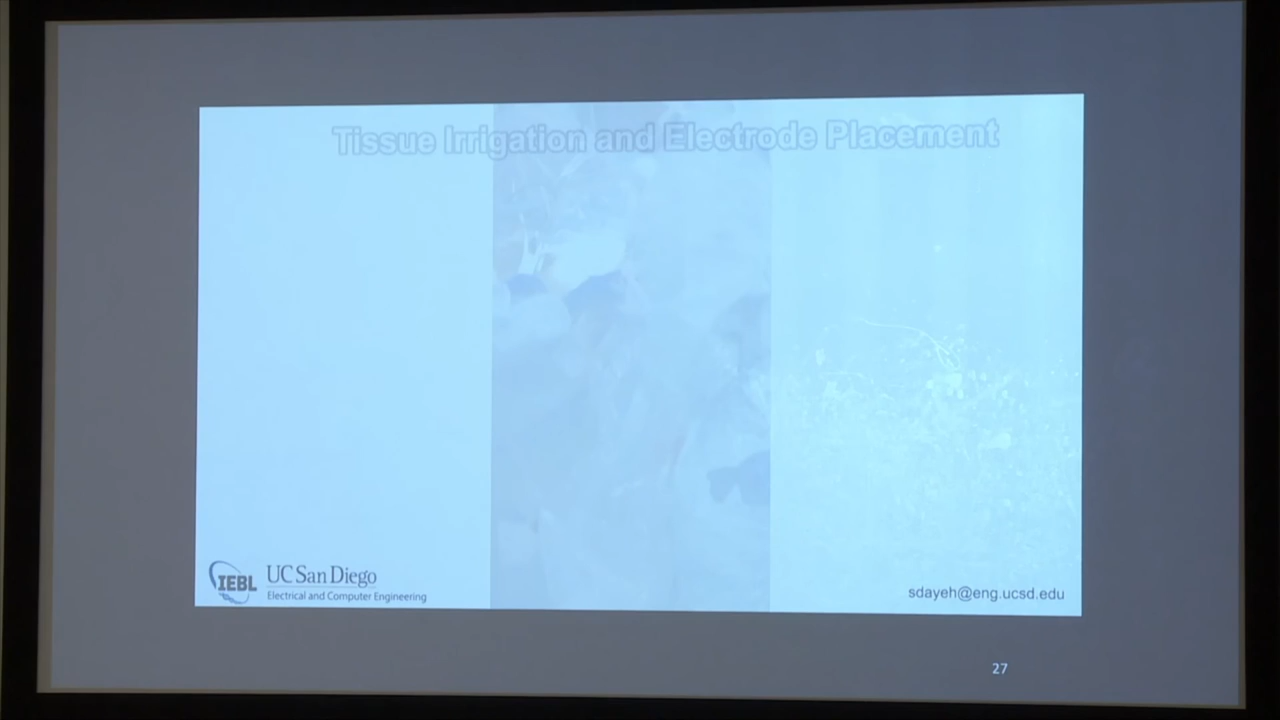 Tissue Irrigation and Electrode Placement
IEBL
UC San Diego
Electrical and Computer Engineering
sdayeh@eng.ucsd.edu
27